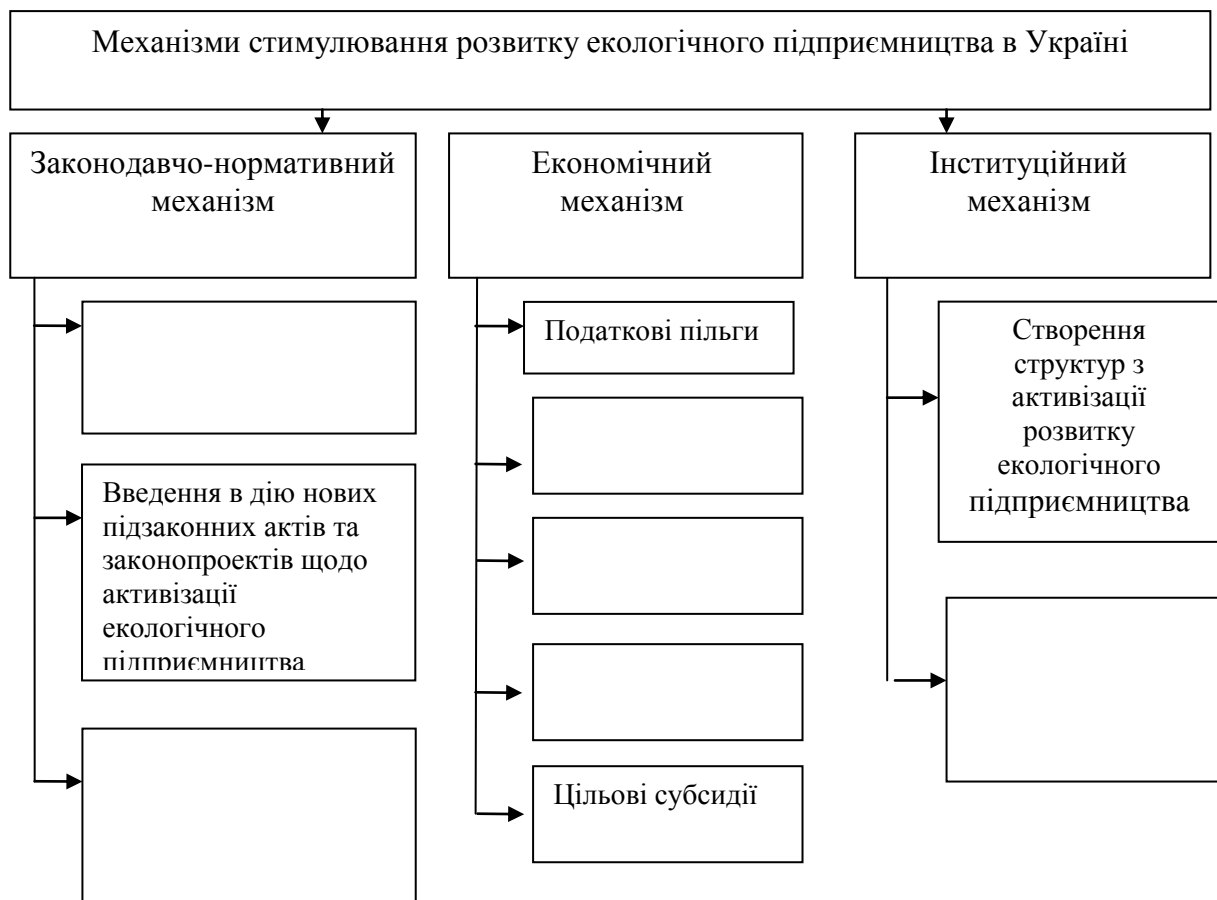 Механізми стимулювання розвитку екологічного підприємництва в Україні
Законодавчо-нормативний
механізм
Економічний
механізм
Інституційний
механізм
Податкові пільги
Створення
структур з
активізації
розвитку
екологічного
підприємництва
Введення в дію нових
підзаконних актів та
законопроектів щодо
активізації
екологічного
підприємництва
Цільові субсидії